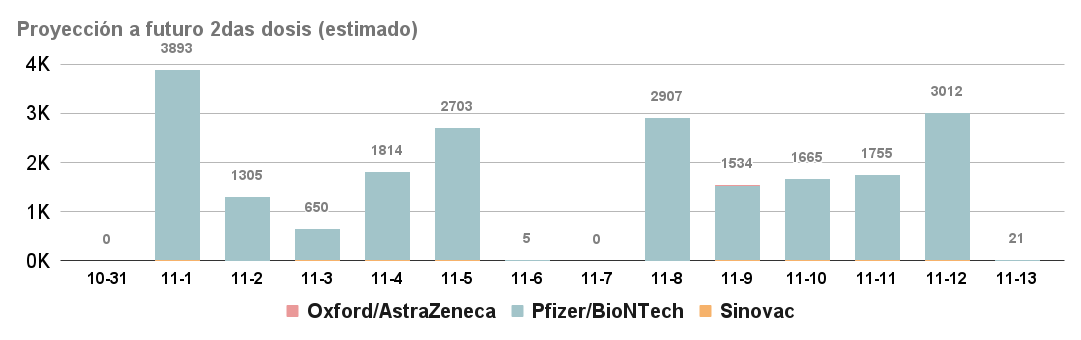 Proyección a futuro 2das dosis (estimado)
3893
4K
3012
2907
3K
2703
1814
1755
1665
1534
2K
1305
650
1K
0
5
0
21
0K
10-31 11-1 11-2 11-3 11-4 11-5 11-6 11-7 11-8 11-9 11-10 11-11 11-12 11-13
Oxford/AstraZeneca Pfizer/BioNTech Sinovac